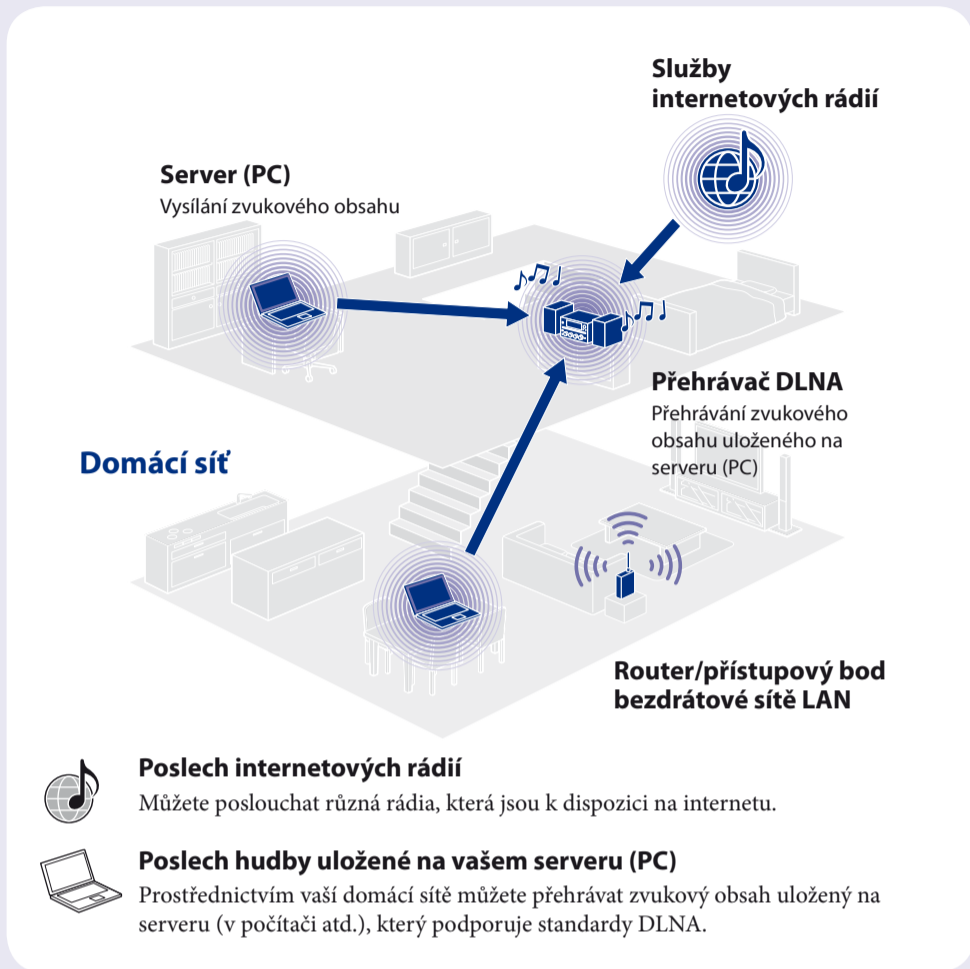 Služby
internetových rádií
Server (PC)
Vysílání zvukového obsahu
Přehrávač DLNA
Přehrávání zvukového
obsahu uloženého na
serveru (PC)
Domácí síť
Router/přístupový bod
bezdrátové sítě LAN
Poslech internetových rádií
Můžete poslouchat různá rádia, která jsou k dispozici na internetu.
Poslech hudby uložené na vašem serveru (PC)
Prostřednictvím vaší domácí sítě můžete přehrávat zvukový obsah uložený na
serveru (v počítači atd.), který podporuje standardy DLNA.